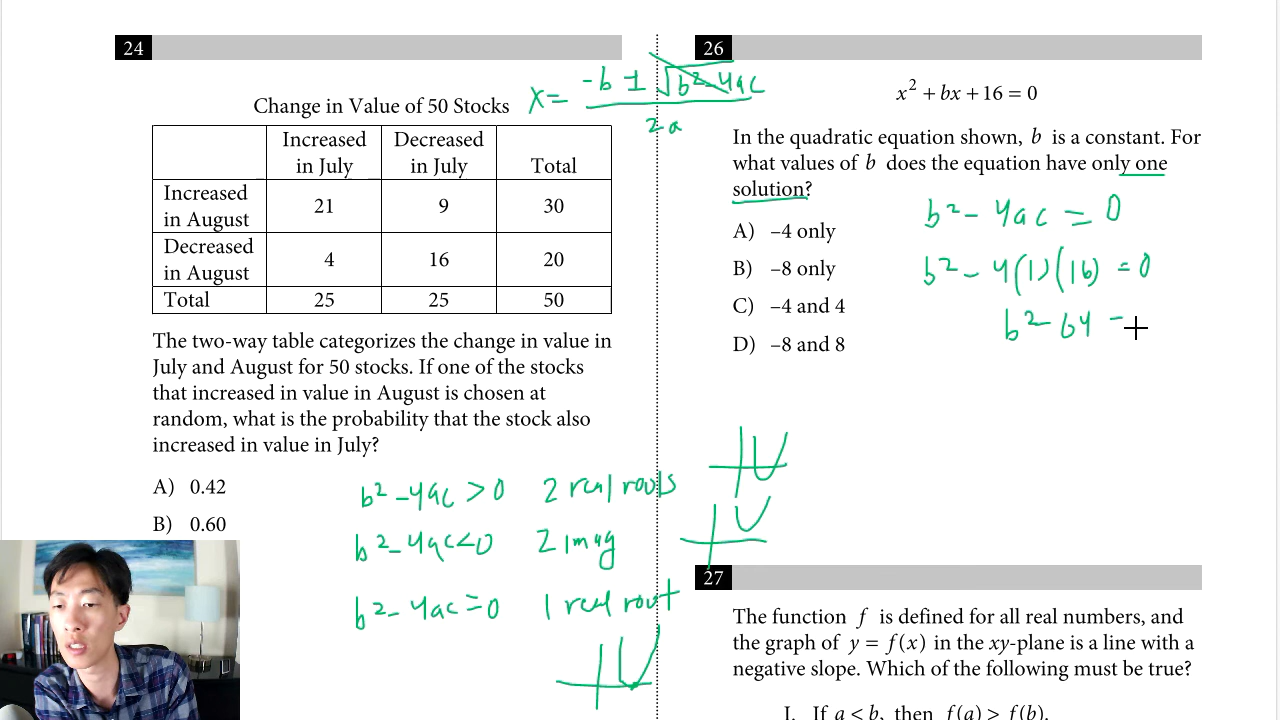 24
Change in Value of 50 Stocks
Increased in July
Decreased in July
Total
Increased in August
21
9
30
Decreased in August
4
16
20
Total
25
25
50
The two-way table categorizes the change in value in
July and August for 50 stocks. If one of the stocks
that increased in value in August is chosen at
random, what is the probability that the stock also
increased in value in July?
A) 0.42
B) 0.60
x = -b ± √b²-4ac
2a
b²-4ac > 0 2 real roots
b²-4ac<0 2 imag
b²-4ac=0 1 real root
26
x² + bx + 16 = 0
In the quadratic equation shown, b is a constant. For
what values of b does the equation have only one
solution?
A) –4 only
B) –8 only
C) –4 and 4
D) –8 and 8
b² - 4ac = 0
b² - 4(1)(16) = 0
b² - 64 =
27
The function f is defined for all real numbers, and
the graph of y = f(x) in the xy-plane is a line with a
negative slope. Which of the following must be true?
I. If a < b, then f(a) > f(b).